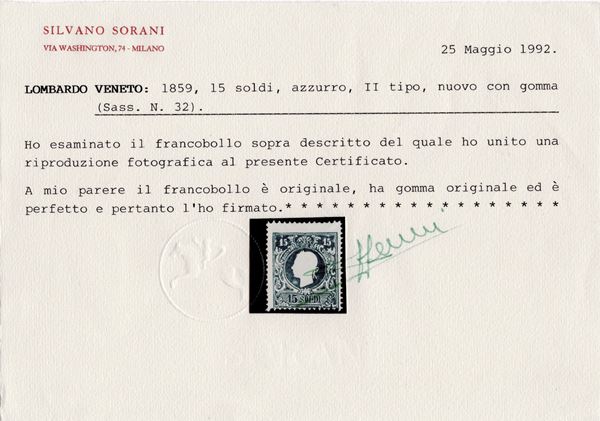 SILVANO SORANI
VIA WASHINGTON, 74 - MILANO
25 Maggio 1992.
LOMBARDO VENETO: 1859, 15 soldi, azzurro, II tipo, nuovo con gomma
(Sass. N. 32).
Ho esaminato il francobollo sopra descritto del quale ho unito una
riproduzione fotografica al presente Certificato.
A mio parere il francobollo è originale, ha gomma originale ed è
perfetto e pertanto l'ho firmato.* * * * * * * * * * * * * * * * * *
15 15
15 SOLDI